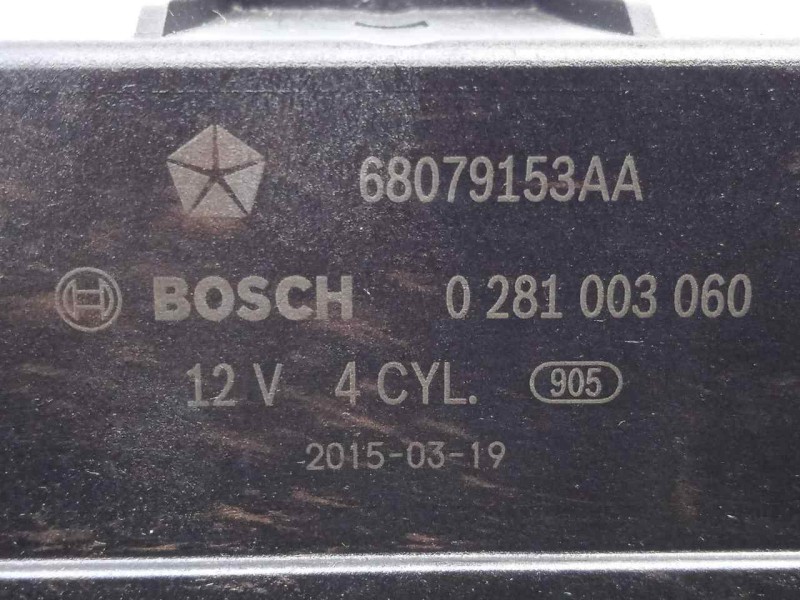 68079153AA
BOSCH 0 281 003 060
12 V 4 CYL. 905
2015-03-19